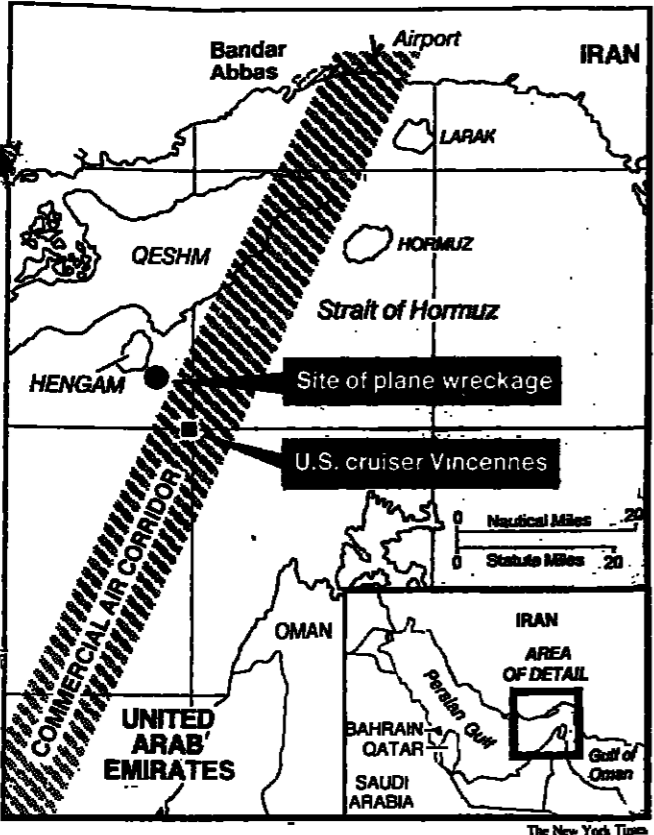 Bandar
Abbas
Airport
IRAN
LARAK
QESHM
HORMUZ
Strait of Hormuz
HENGAM
Site of plane wreckage
U.S. cruiser Vincennes
COMMERCIAL AIR CORRIDOR
0 Nautical Miles 20
Statute Miles
0 20
OMAN
UNITED
ARAB
EMIRATES
IRAN
AREA
OF DETAIL
Persian Gulf
BAHRAIN
QATAR
SAUDI
ARABIA
Gulf of
Oman
The New York Times